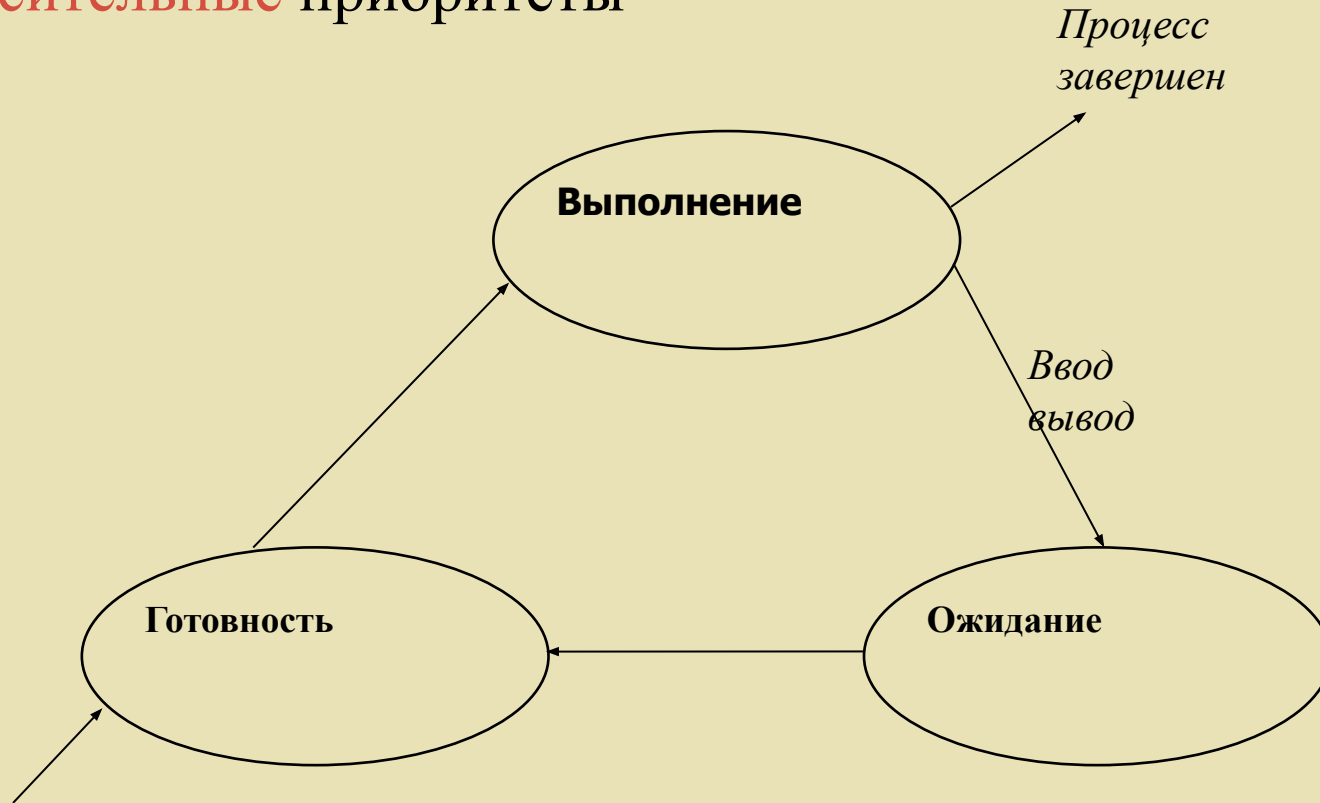 приоритеты
Процесс
завершен
Выполнение
Ввод
вывод
Готовность
Ожидание